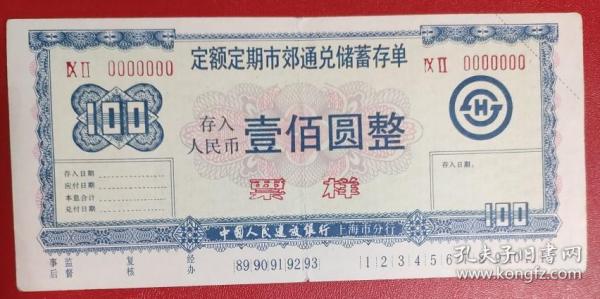 定额定期市郊通兑储蓄存单
ⅨⅡ 0000000
ⅨⅡ 0000000
100
存入
人民币
壹佰圆整
存入日期
应付日期
本息合计
兑付日期
存入日期:
票样
中国人民建设银行 上海市分行
100
事后
监督
复核
经办
89 90 91 92 93
1 2 3 4 5 6
孔夫子旧书网
kongfz.com